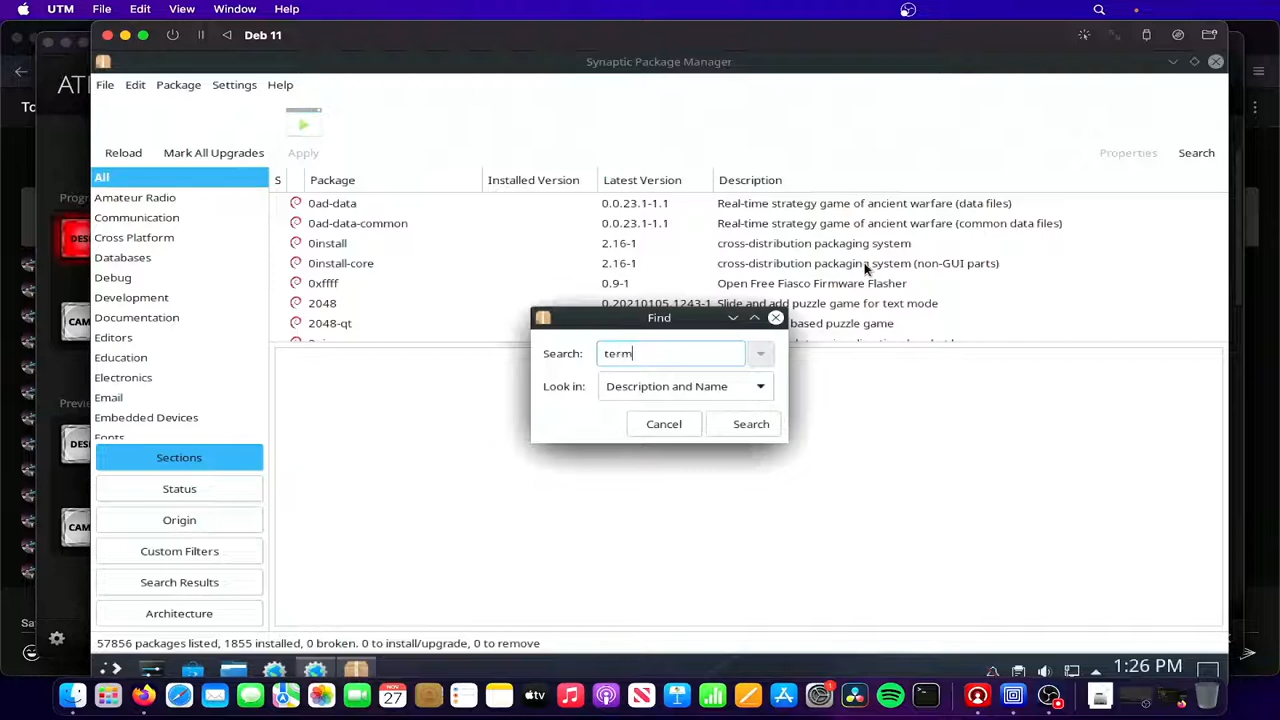 UTM File Edit View Window Help
Deb 11
Synaptic Package Manager
File Edit Package Settings Help
Reload Mark All Upgrades Apply Properties Search
All
Amateur Radio
Communication
Cross Platform
Databases
Debug
Development
Documentation
Editors
Education
Electronics
Email
Embedded Devices
Fonts
Sections
Status
Origin
Custom Filters
Search Results
Architecture
S Package Installed Version Latest Version Description
0ad-data 0.0.23.1-1.1 Real-time strategy game of ancient warfare (data files)
0ad-data-common 0.0.23.1-1.1 Real-time strategy game of ancient warfare (common data files)
0install 2.16-1 cross-distribution packaging system
0install-core 2.16-1 cross-distribution packaging system (non-GUI parts)
0xffff 0.9-1 Open Free Fiasco Firmware Flasher
2048 0.20210105.1243-1 Slide and add puzzle game for text mode
2048-qt based puzzle game
Find
Search: term
Look in: Description and Name
Cancel Search
57856 packages listed, 1855 installed, 0 broken. 0 to install/upgrade, 0 to remove
1:26 PM
NOV
27
tv